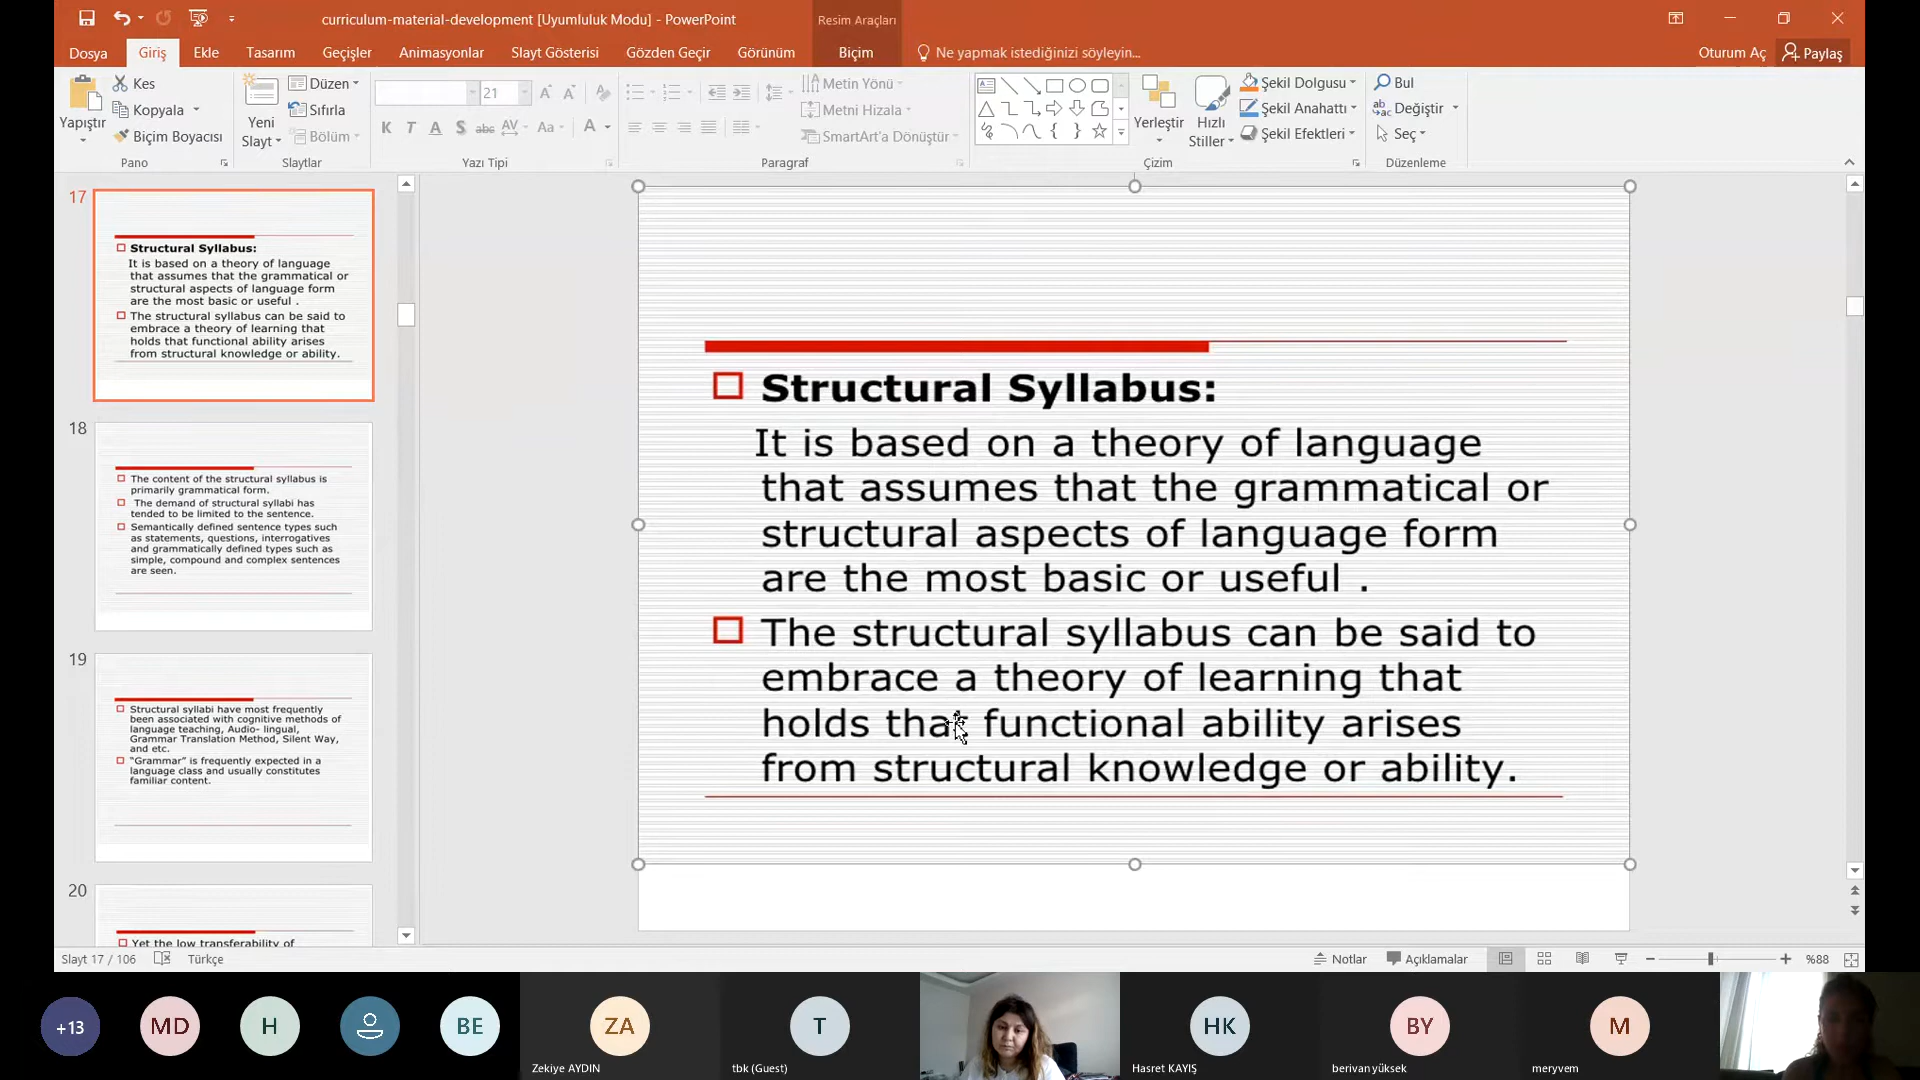 curriculum-material-development [Uyumluluk Modu] - PowerPoint
Resim Araçları
Dosya Giriş Ekle Tasarım Geçişler Animasyonlar Slayt Gösterisi Gözden Geçir Görünüm Biçim Ne yapmak istediğinizi söyleyin... Oturum Aç Paylaş
Yapıştır
Kes
Kopyala
Biçim Boyacısı
Pano
Yeni
Slayt
Düzen
Sıfırla
Bölüm
Slaytlar
21
K T A S abc AV Aa A
Yazı Tipi
Metin Yönü
Metni Hizala
SmartArt'a Dönüştür
Paragraf
Yerleştir
Hızlı
Stiller
Şekil Dolgusu
Şekil Anahattı
Şekil Efektleri
Çizim
Bul
Değiştir
Seç
Düzenleme
17
Structural Syllabus:
It is based on a theory of language
that assumes that the grammatical or
structural aspects of language form
are the most basic or useful .
The structural syllabus can be said to
embrace a theory of learning that
holds that functional ability arises
from structural knowledge or ability.
18
The content of the structural syllabus is
primarily grammatical form.
The demand of structural syllabi has
tended to be limited to the sentence.
Semantically defined sentence types such
as statements, questions, interrogatives
and grammatically defined types such as
simple, compound and complex sentences
are seen.
19
Structural syllabi have most frequently
been associated with cognitive methods of
language teaching, Audio- lingual,
Grammar Translation Method, Silent Way,
and etc.
"Grammar" is frequently expected in a
language class and usually constitutes
familiar content.
20
Yet the low transferability of
Structural Syllabus:
It is based on a theory of language
that assumes that the grammatical or
structural aspects of language form
are the most basic or useful .
The structural syllabus can be said to
embrace a theory of learning that
holds that functional ability arises
from structural knowledge or ability.
Slayt 17 / 106 Türkçe Notlar Açıklamalar %88
+13 MD H BE ZA T HK BY M
Zekiye AYDIN tbk (Guest) Hasret KAYIŞ berivan yüksek meryvem